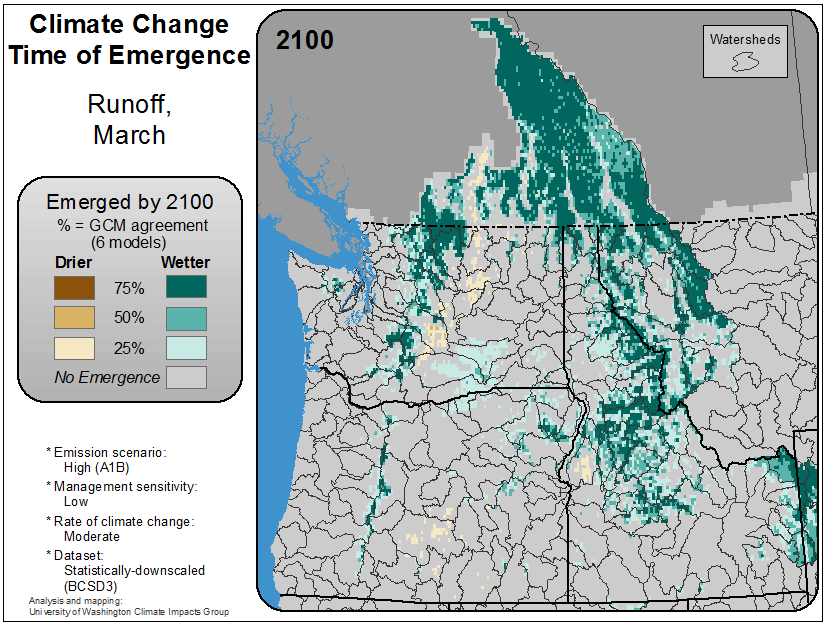 Climate Change
Time of Emergence
Runoff,
March
Emerged by 2100
% = GCM agreement
(6 models)
Drier Wetter
75%
50%
25%
No Emergence
* Emission scenario:
High (A1B)
* Management sensitivity:
Low
* Rate of climate change:
Moderate
* Dataset:
Statistically-downscaled
(BCSD3)
Analysis and mapping:
University of Washington Climate Impacts Group
2100
Watersheds